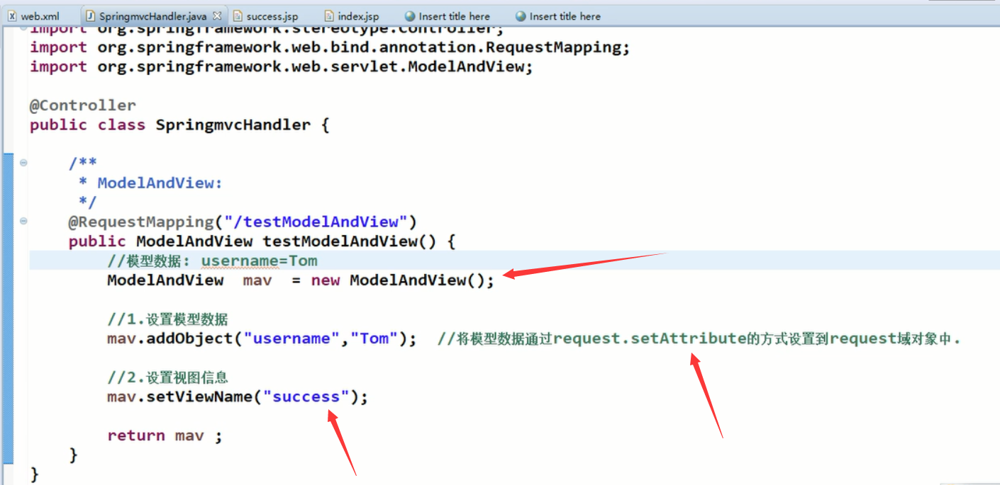 web.xml
SpringmvcHandler.java
success.jsp
index.jsp
Insert title here
Insert title here
import org.springframework.stereotype.Controller;
import org.springframework.web.bind.annotation.RequestMapping;
import org.springframework.web.servlet.ModelAndView;
@Controller
public class SpringmvcHandler {
/**
* ModelAndView:
*/
@RequestMapping("/testModelAndView")
public ModelAndView testModelAndView() {
//模型数据: username=Tom
ModelAndView mav = new ModelAndView();
//1.设置模型数据
mav.addObject("username","Tom"); //将模型数据通过request.setAttribute的方式设置到request域对象中.
//2.设置视图信息
mav.setViewName("success");
return mav ;
}
}